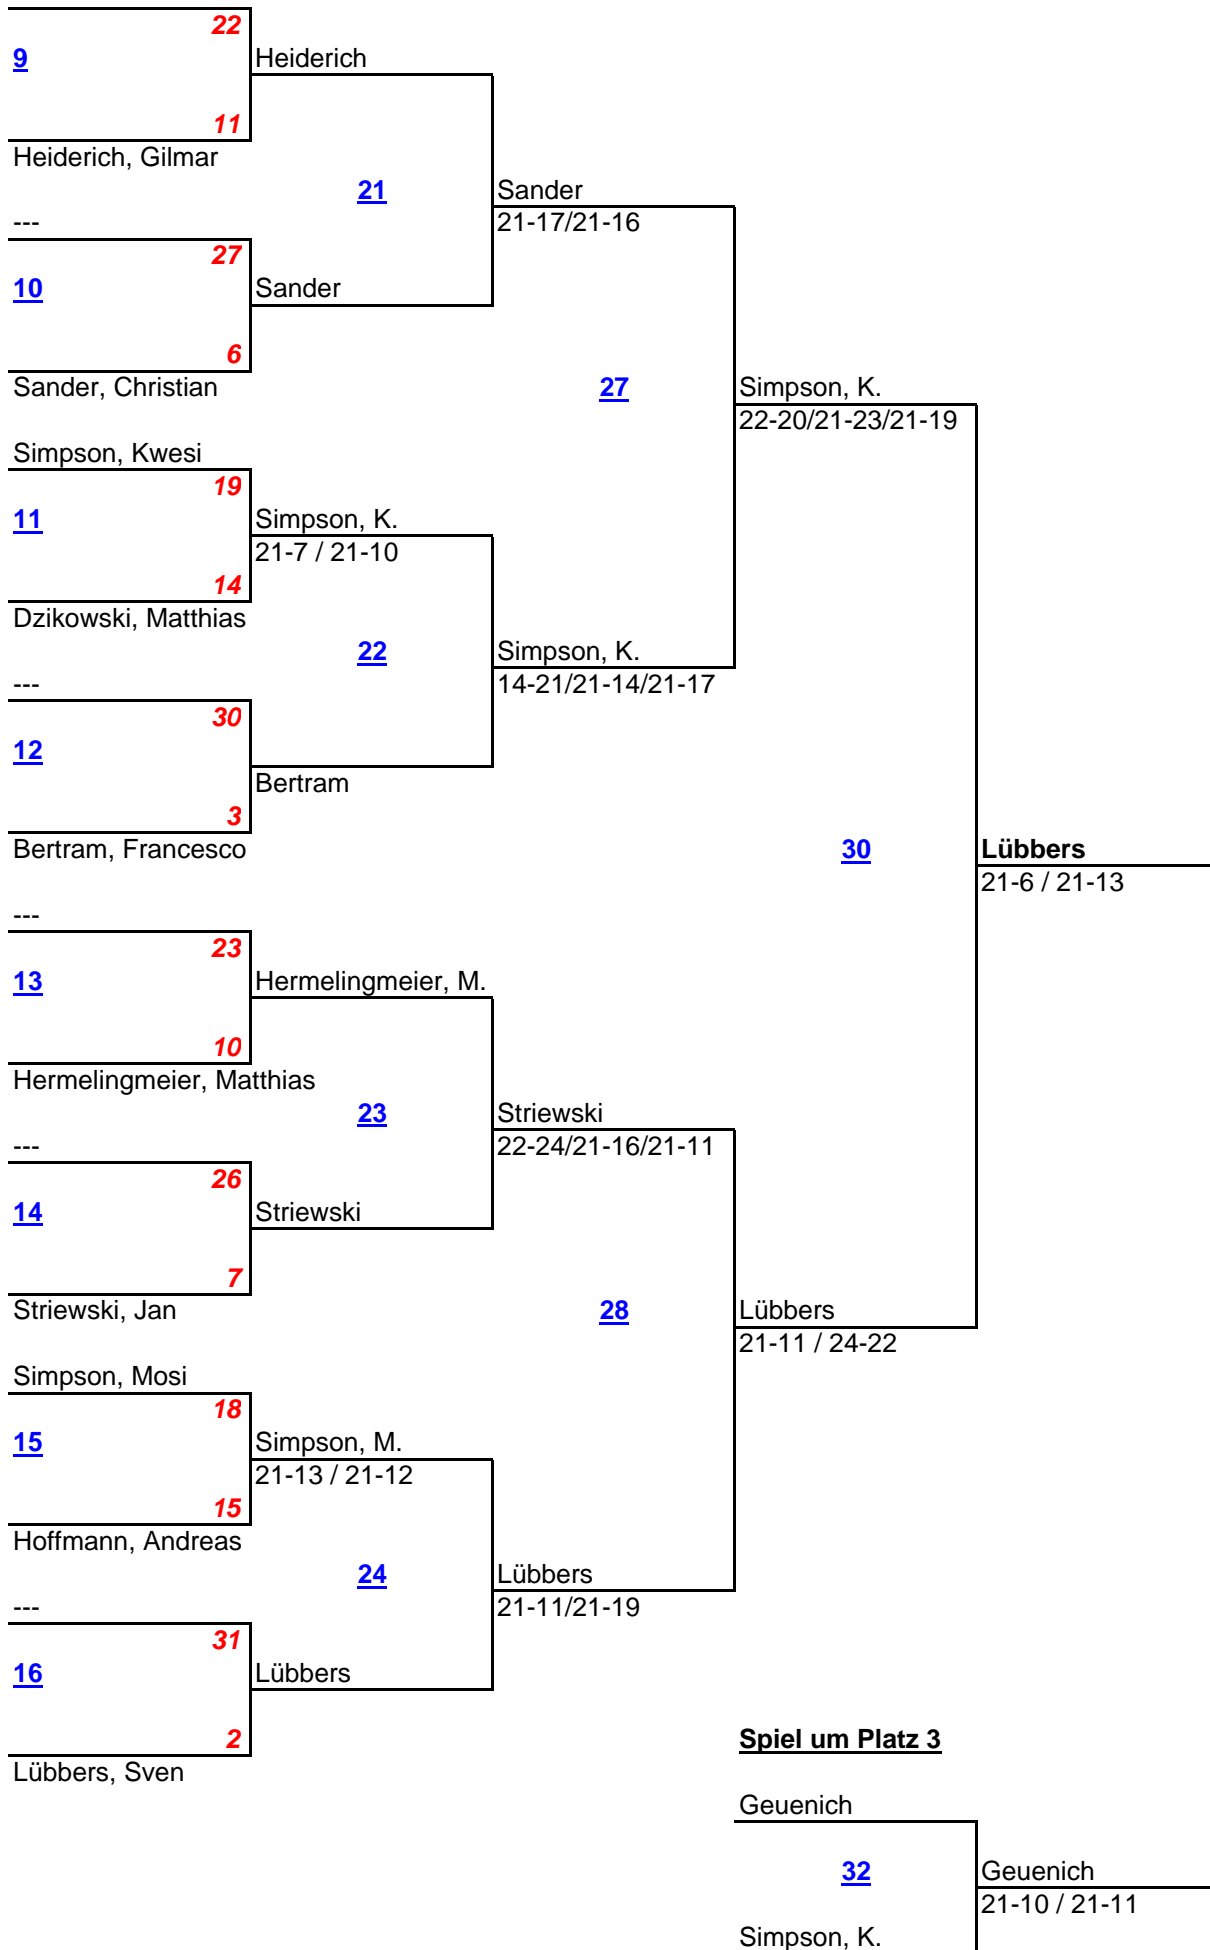 22
9
Heiderich
11
Heiderich, Gilmar
21
Sander
---
21-17/21-16
27
10
Sander
6
Sander, Christian
27
Simpson, K.
22-20/21-23/21-19
Simpson, Kwesi
19
11
Simpson, K.
21-7 / 21-10
14
Dzikowski, Matthias
22
Simpson, K.
---
14-21/21-14/21-17
30
12
Bertram
3
Bertram, Francesco
30
Lübbers
21-6 / 21-13
---
23
13
Hermelingmeier, M.
10
Hermelingmeier, Matthias
23
Striewski
---
22-24/21-16/21-11
26
14
Striewski
7
Striewski, Jan
28
Lübbers
21-11 / 24-22
Simpson, Mosi
18
15
Simpson, M.
21-13 / 21-12
15
Hoffmann, Andreas
24
Lübbers
---
21-11/21-19
31
16
Lübbers
2
Spiel um Platz 3
Lübbers, Sven
Geuenich
32
Geuenich
21-10 / 21-11
Simpson, K.